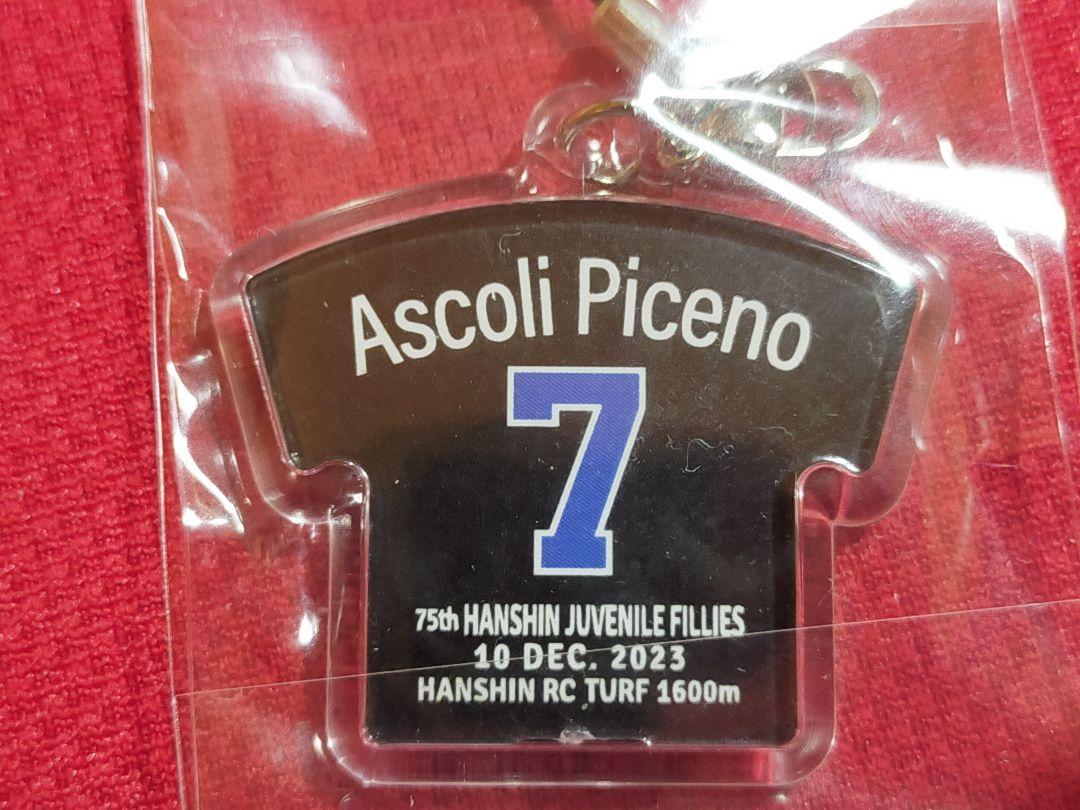 Ascoli Piceno
7
75th HANSHIN JUVENILE FILLIES
10 DEC. 2023
HANSHIN RC TURF 1600m